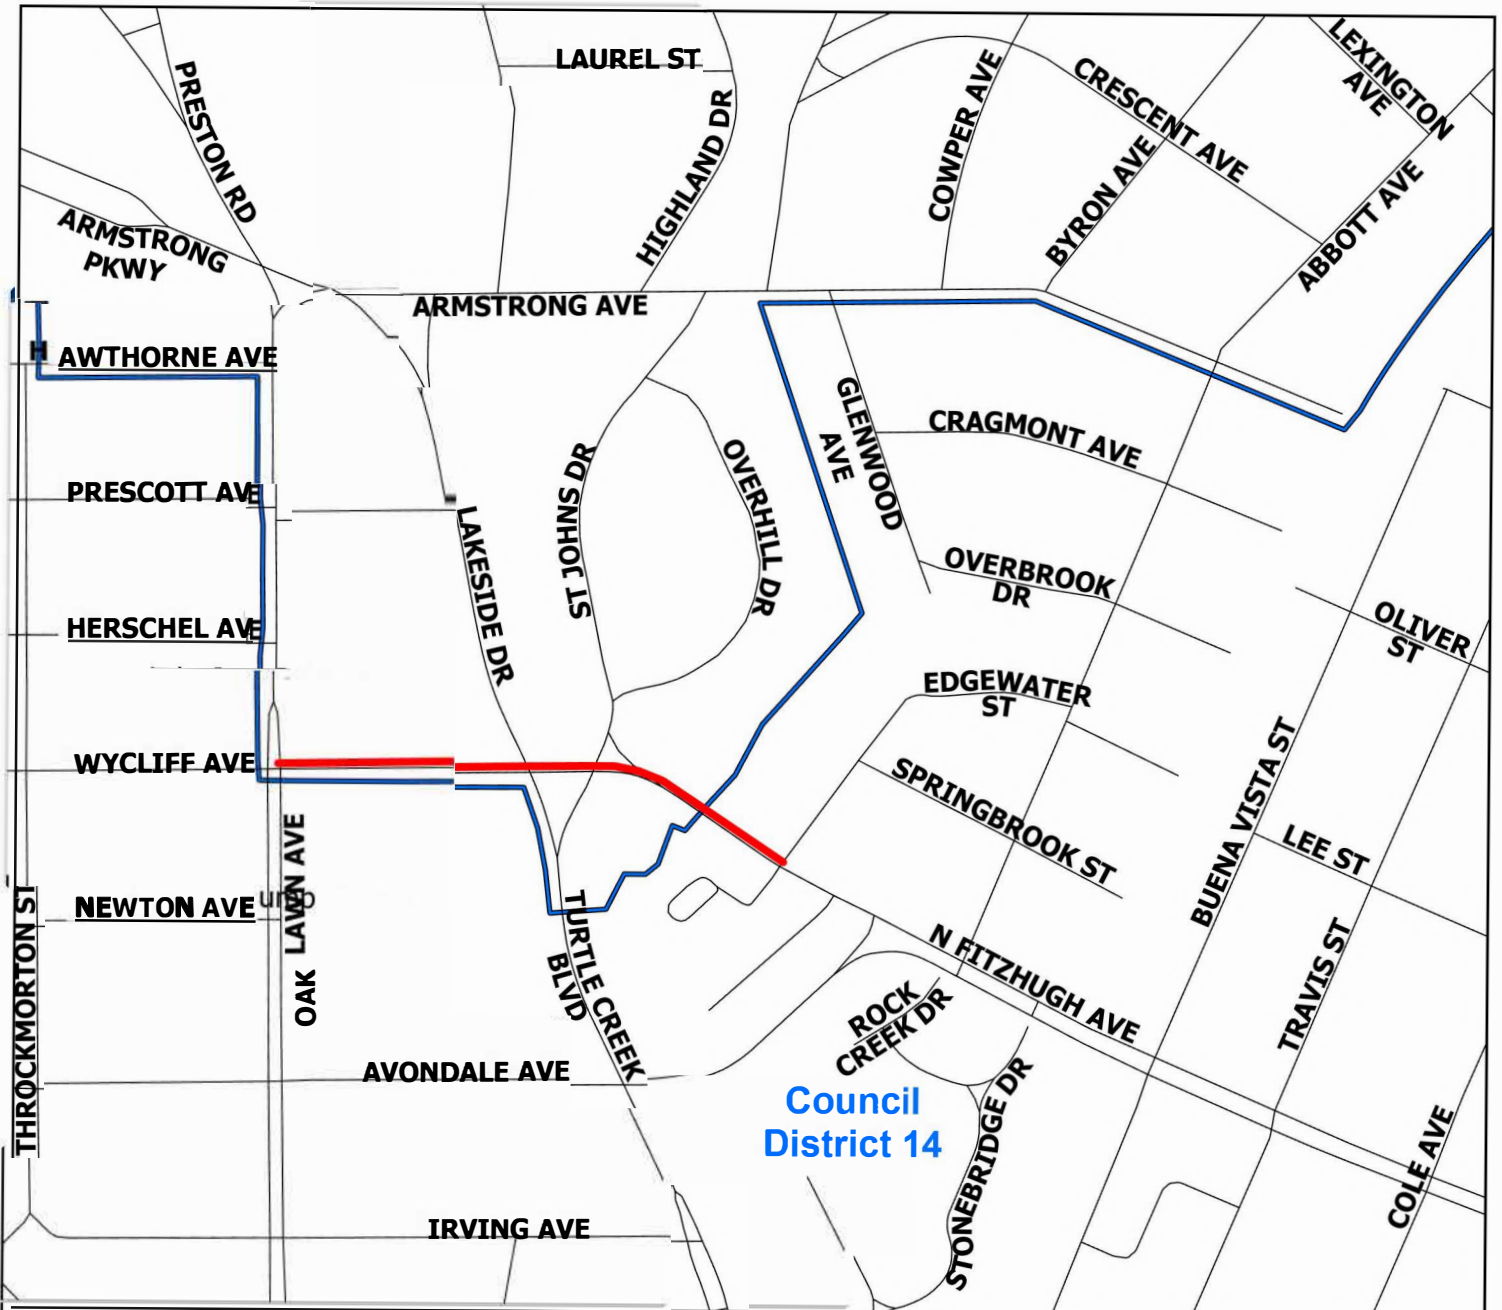 LAUREL ST
LEXINGTON
AVE
PRESTON RD
HIGHLAND DR
COWPER AVE
CRESCENT AVE
BYRON AVE
ABBOTT AVE
ARMSTRONG
PKWY
ARMSTRONG AVE
HAWTHORNE AVE
GLENWOOD
AVE
CRAGMONT AVE
PRESCOTT AVE
ST JOHNS DR
OVERHILL DR
LAKESIDE DR
OVERBROOK
DR
HERSCHEL AVE
OLIVER
ST
EDGEWATER
ST
WYCLIFF AVE
SPRINGBROOK ST
BUENA VISTA ST
LEE ST
OAK
LAWN AVE
NEWTON AVE
THROCKMORTON ST
TURTLE CREEK
BLVD
N FITZHUGH AVE
TRAVIS ST
ROCK
CREEK DR
AVONDALE AVE
STONEBRIDGE DR
Council
District 14
COLE AVE
IRVING AVE